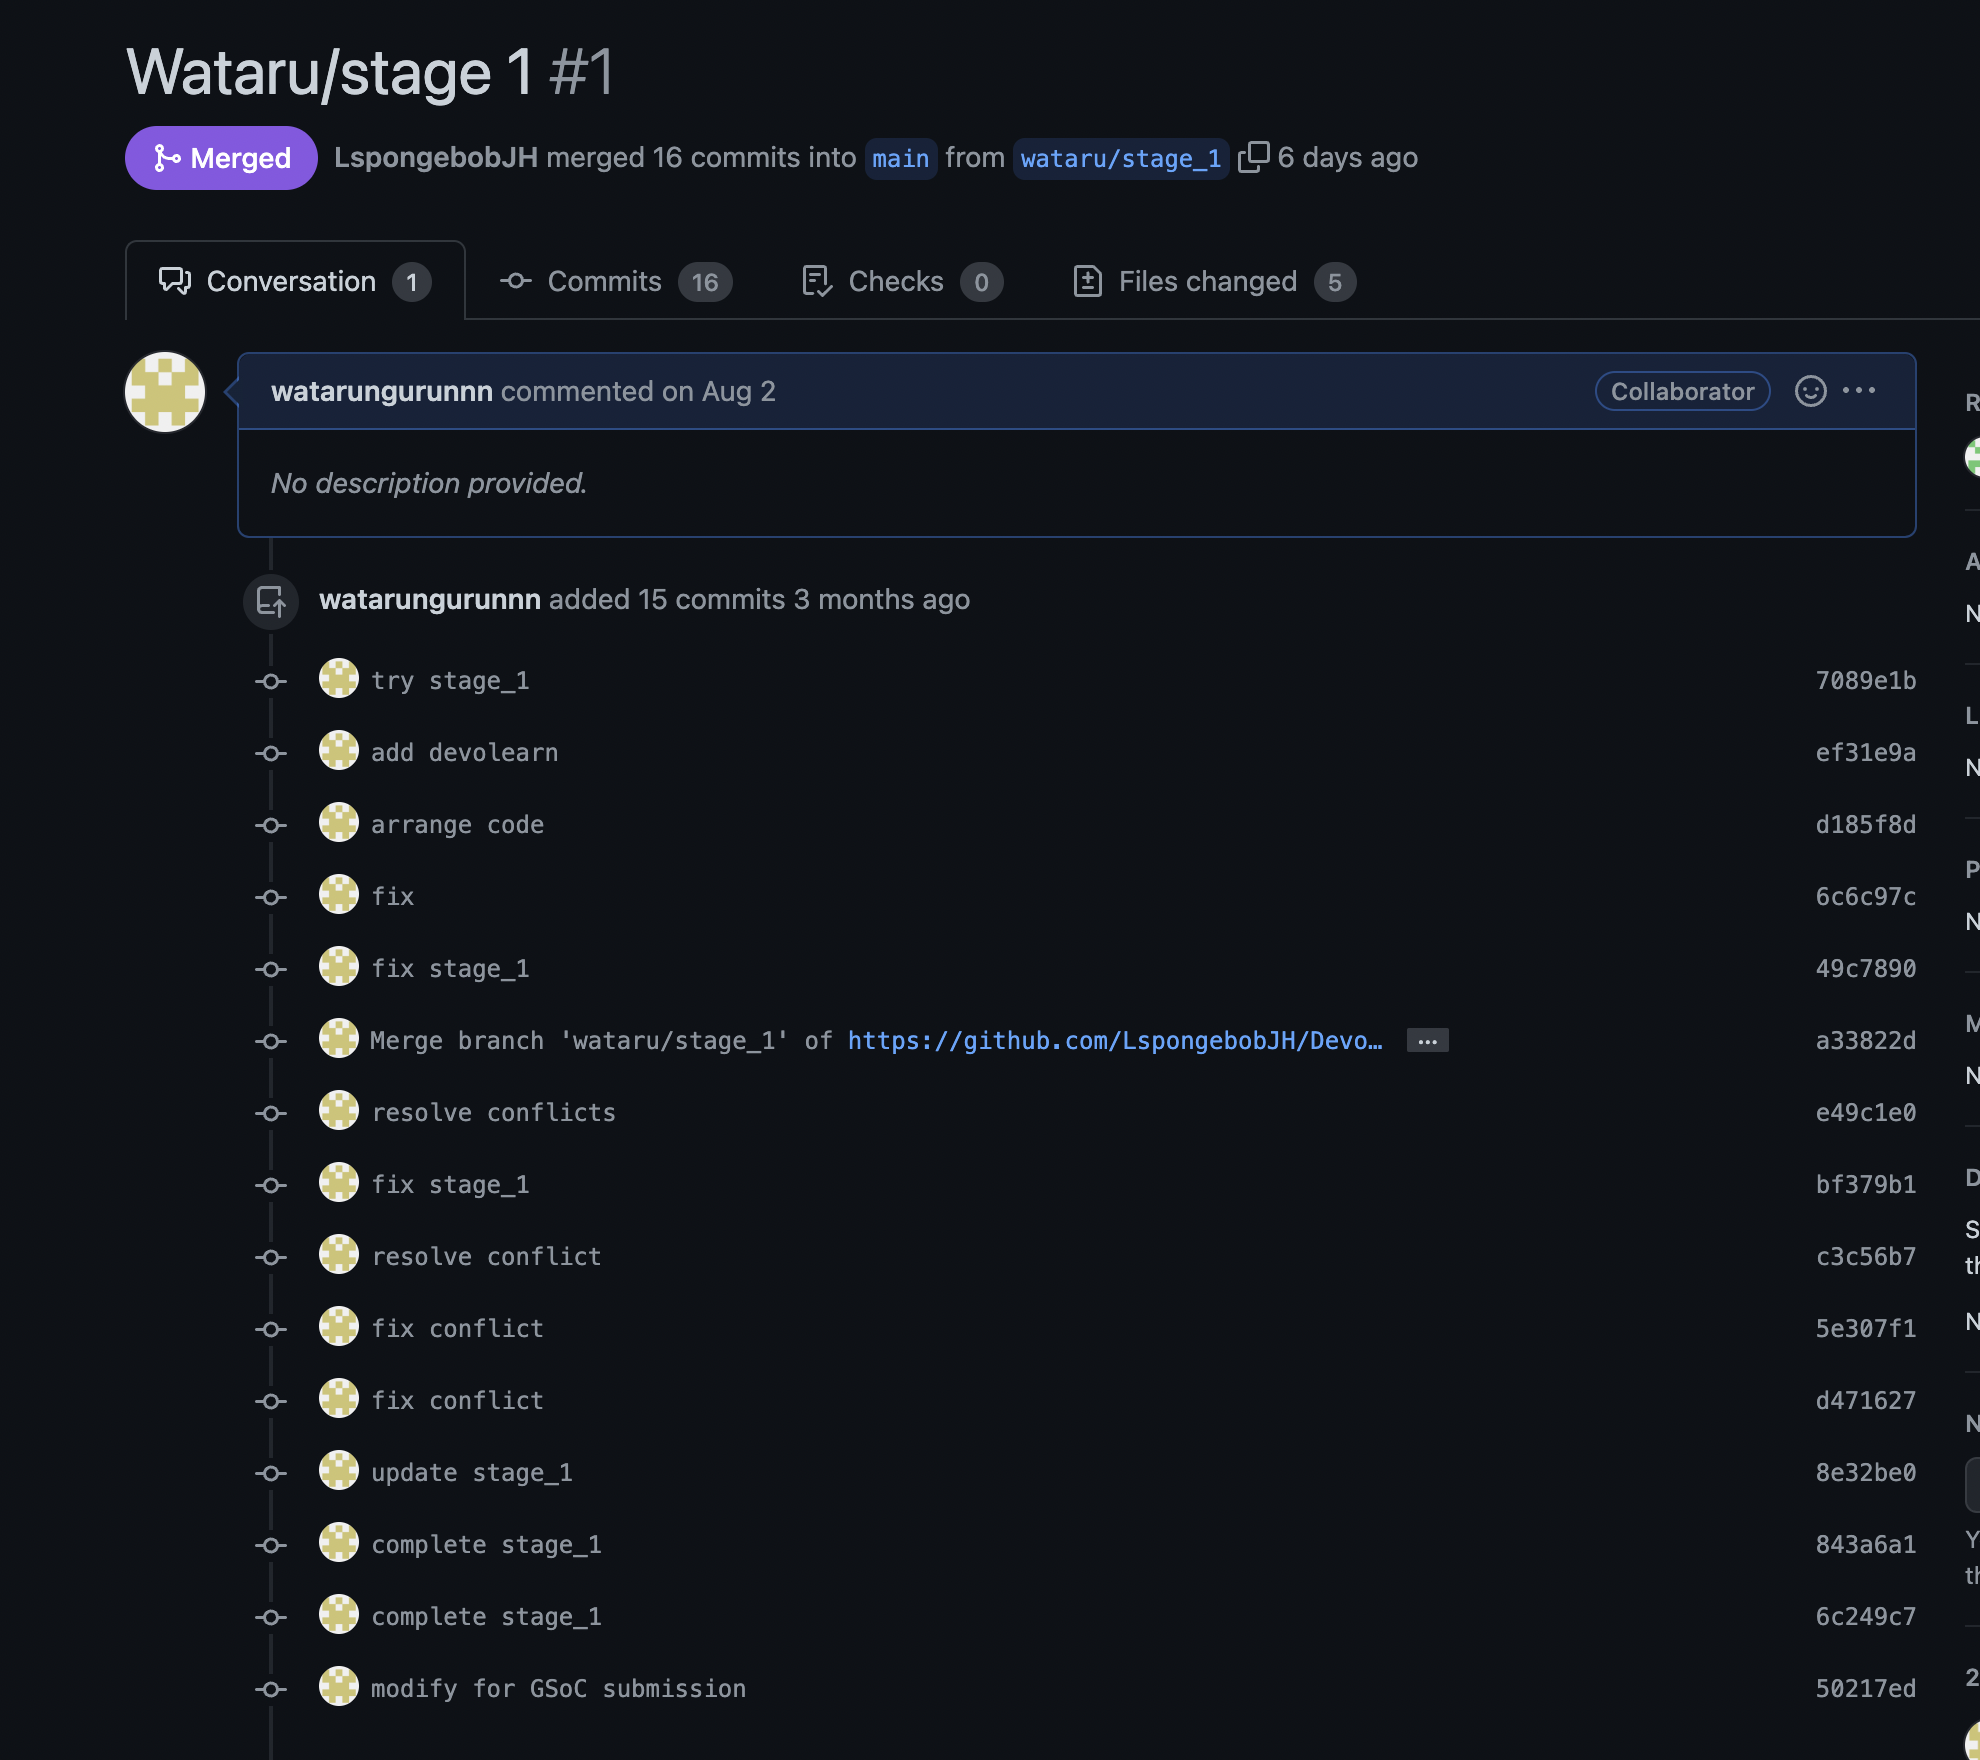 Wataru/stage 1 #1
Merged LspongebobJH merged 16 commits into main from wataru/stage_1 6 days ago
Conversation 1 Commits 16 Checks 0 Files changed 5
watarungurunnn commented on Aug 2 Collaborator ...
No description provided.
watarungurunnn added 15 commits 3 months ago
try stage_1 7089e1b
add devolearn ef31e9a
arrange code d185f8d
fix 6c6c97c
fix stage_1 49c7890
Merge branch 'wataru/stage_1' of https://github.com/LspongebobJH/Devo… … a33822d
resolve conflicts e49c1e0
fix stage_1 bf379b1
resolve conflict c3c56b7
fix conflict 5e307f1
fix conflict d471627
update stage_1 8e32be0
complete stage_1 843a6a1
complete stage_1 6c249c7
modify for GSoC submission 50217ed